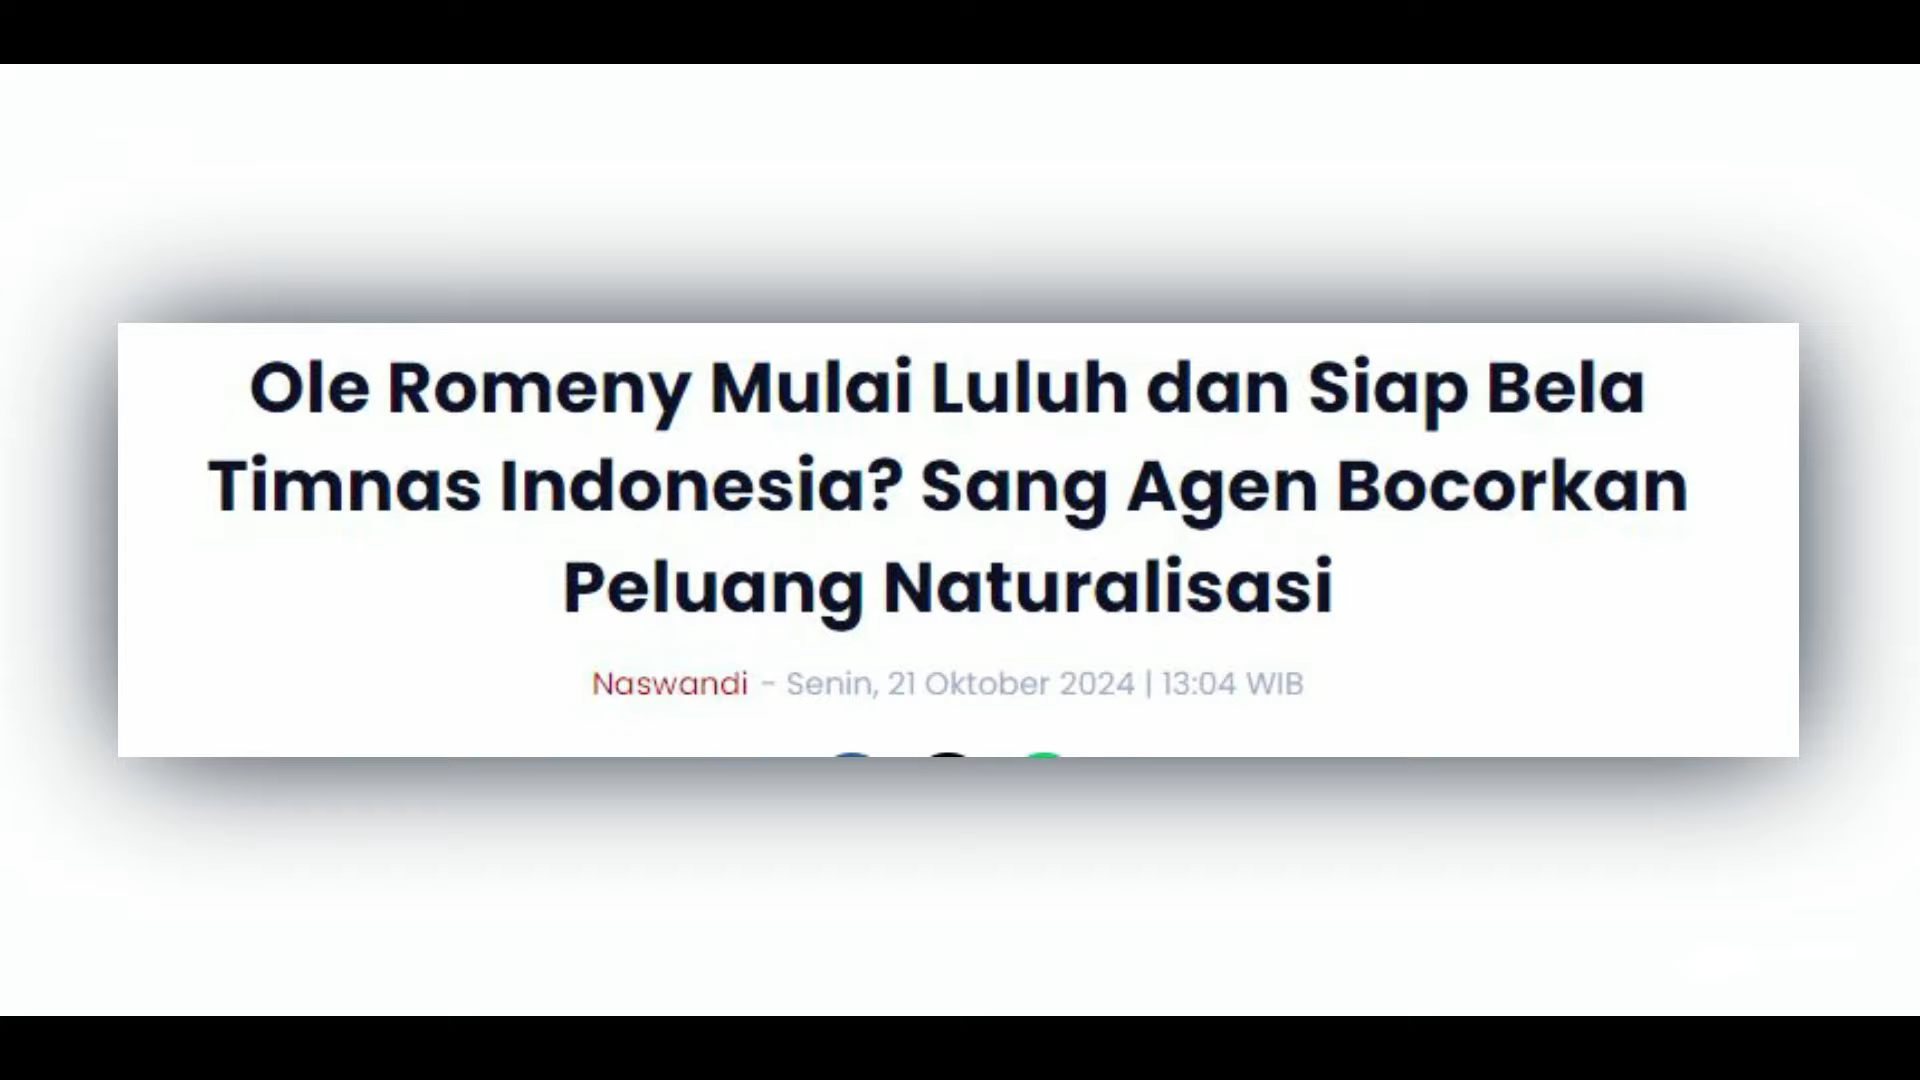 Ole Romeny Mulai Luluh dan Siap Bela
Timnas Indonesia? Sang Agen Bocorkan
Peluang Naturalisasi
Naswandi - Senin, 21 Oktober 2024 | 13:04 WIB